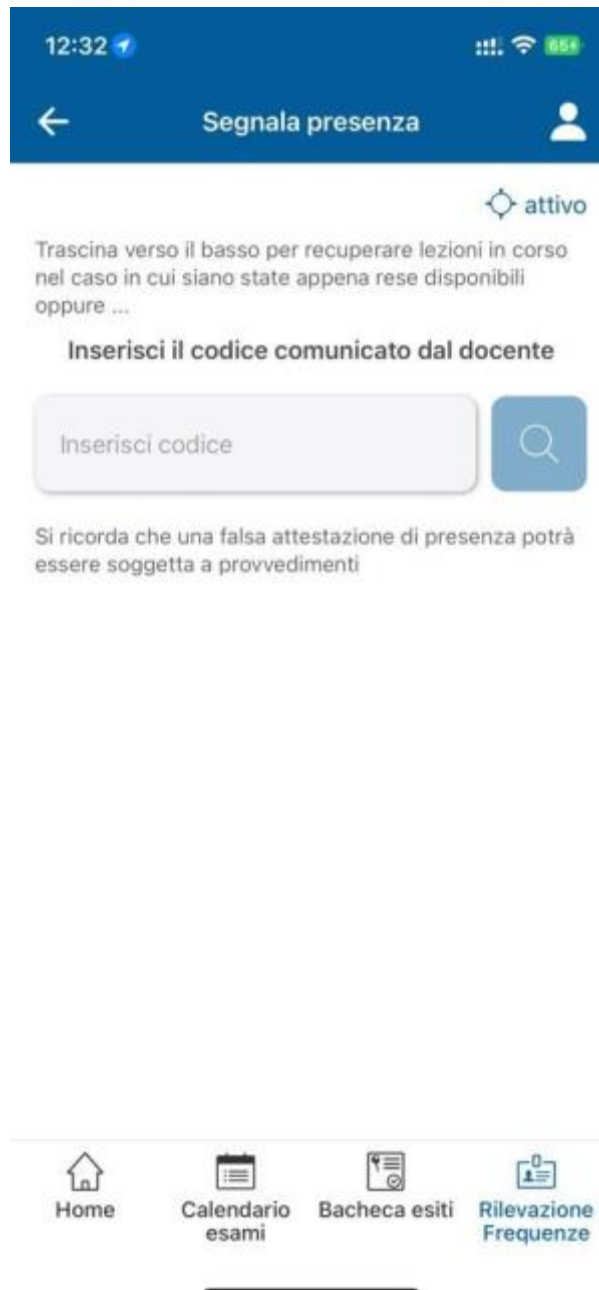 12:32
65+
Segnala presenza
attivo
Trascina verso il basso per recuperare lezioni in corso
nel caso in cui siano state appena rese disponibili
oppure ...
Inserisci il codice comunicato dal docente
Inserisci codice
Si ricorda che una falsa attestazione di presenza potrà
essere soggetta a provvedimenti
Home
Calendario
esami
Bacheca esiti
Rilevazione
Frequenze